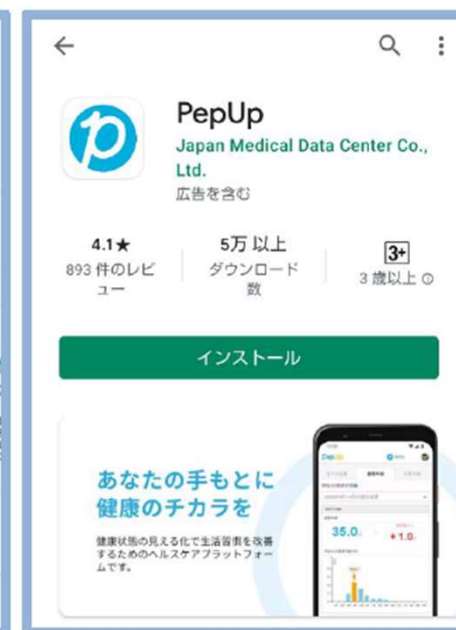 PepUp
Japan Medical Data Center Co.,
Ltd.
広告を含む
4.1★
893 件のレビ
ュー
5万 以上
ダウンロード
数
3+
3 歳以上
インストール
あなたの手もとに
健康のチカラを
健康状態の見える化で生活習慣を改善
するためのヘルスケアプラットフォー
ムです。
PepUp
35.0
+1.0